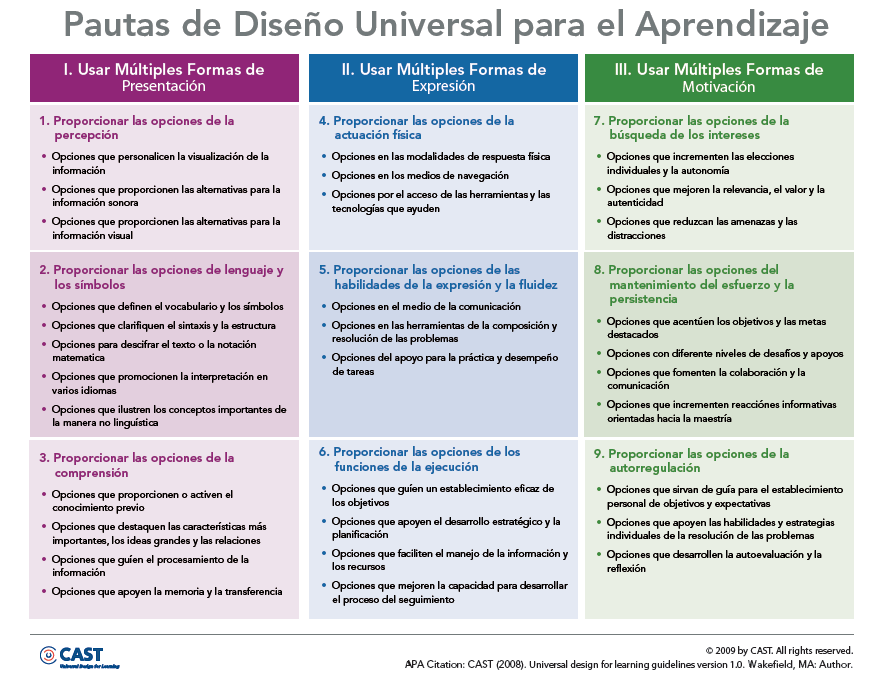 Pautas de Diseño Universal para el Aprendizaje
I. Usar Múltiples Formas de
Presentación
1. Proporcionar las opciones de la
percepción
• Opciones que personalicen la visualización de la
información
• Opciones que proporcionen las alternativas para la
información sonora
• Opciones que proporcionen las alternativas para la
información visual
2. Proporcionar las opciones de lenguaje y
los símbolos
• Opciones que definen el vocabulario y los símbolos
• Opciones que clarifiquen el sintaxis y la estructura
• Opciones para descifrar el texto o la notación
matematica
• Opciones que promocionen la interpretación en
varios idiomas
• Opciones que ilustren los conceptos importantes de
la manera no linguística
3. Proporcionar las opciones de la
comprensión
• Opciones que proporcionen o activen el
conocimiento previo
• Opciones que destaquen las características más
importantes, los ideas grandes y las relaciones
• Opciones que guíen el procesamiento de la
información
• Opciones que apoyen la memoria y la transferencia
II. Usar Múltiples Formas de
Expresión
4. Proporcionar las opciones de la
actuación física
• Opciones en las modalidades de respuesta física
• Opciones en los medios de navegación
• Opciones por el acceso de las herramientas y las
tecnologías que ayuden
5. Proporcionar las opciones de las
habilidades de la expresión y la fluidez
• Opciones en el medio de la comunicación
• Opciones en las herramientas de la composición y
resolución de las problemas
• Opciones del apoyo para la práctica y desempeño
de tareas
6. Proporcionar las opciones de los
funciones de la ejecución
• Opciones que guíen un establecimiento eficaz de
los objetivos
• Opciones que apoyen el desarrollo estratégico y la
planificación
• Opciones que faciliten el manejo de la información y
los recursos
• Opciones que mejoren la capacidad para desarrollar
el proceso del seguimiento
III. Usar Múltiples Formas de
Motivación
7. Proporcionar las opciones de la
búsqueda de los intereses
• Opciones que incrementen las elecciones
individuales y la autonomía
• Opciones que mejoren la relevancia, el valor y la
autenticidad
• Opciones que reduzcan las amenazas y las
distracciones
8. Proporcionar las opciones del
mantenimiento del esfuerzo y la
persistencia
• Opciones que acentúen los objetivos y las metas
destacados
• Opciones con diferente niveles de desafíos y apoyos
• Opciones que fomenten la colaboración y la
comunicación
• Opciones que incrementen reacciónes informativas
orientadas hacia la maestría
9. Proporcionar las opciones de la
autorregulación
• Opciones que sirvan de guía para el establecimiento
personal de objetivos y expectativas
• Opciones que apoyen las habilidades y estrategias
individuales de la resolución de las problemas
• Opciones que desarrollen la autoevaluación y la
reflexión
CAST
Universal Design for Learning
© 2009 by CAST. All rights reserved.
APA Citation: CAST (2008). Universal design for learning guidelines version 1.0. Wakefield, MA: Author.